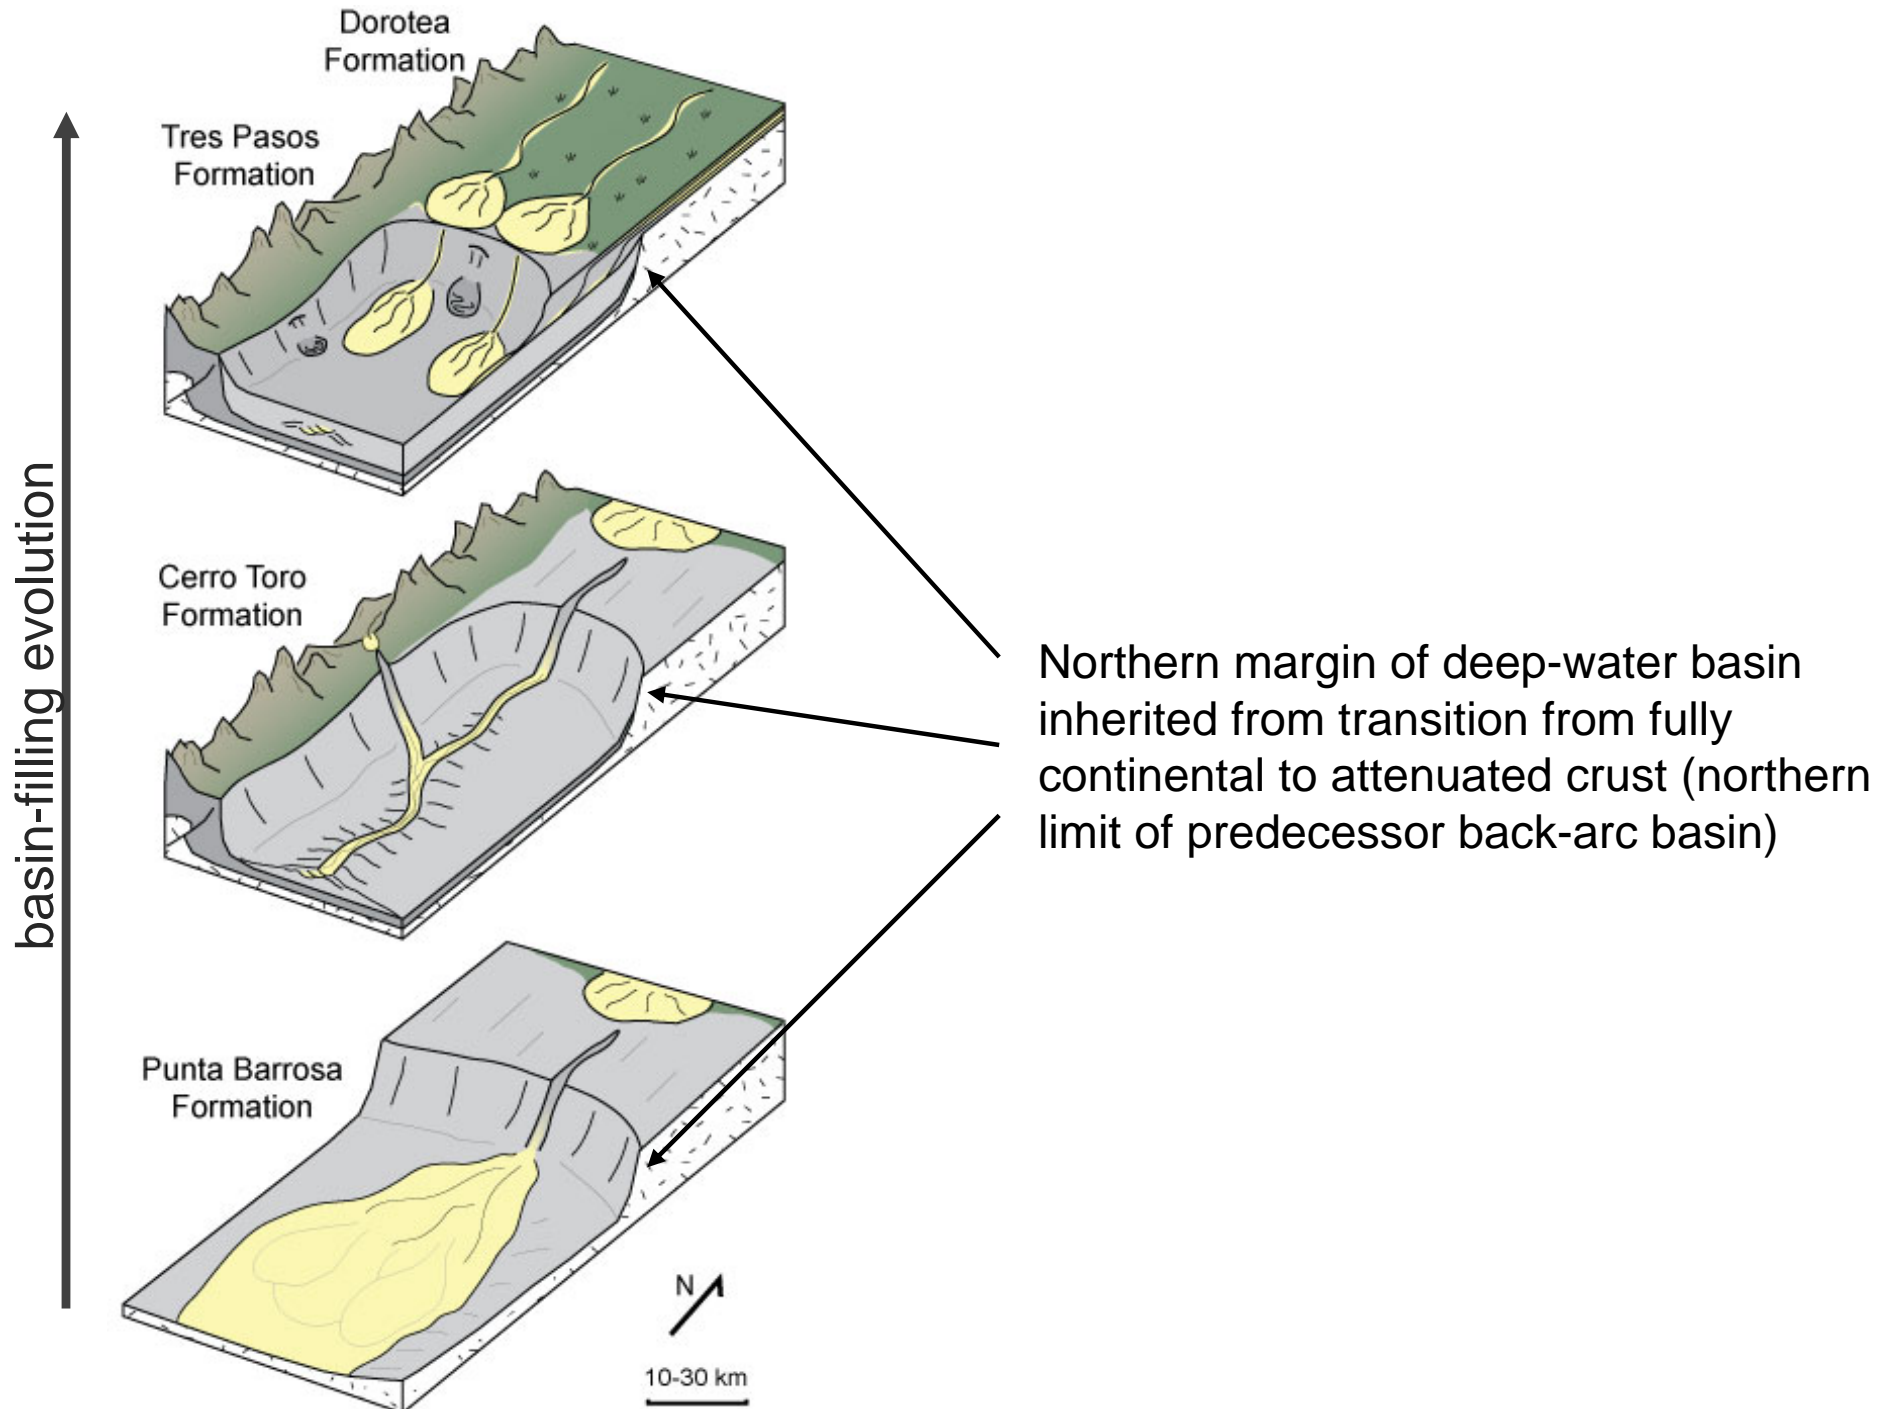 Dorotea
Formation
Tres Pasos
Formation
basin-filling evolution
Cerro Toro
Formation
Northern margin of deep-water basin
inherited from transition from fully
continental to attenuated crust (northern
limit of predecessor back-arc basin)
Punta Barrosa
Formation
N
10-30 km